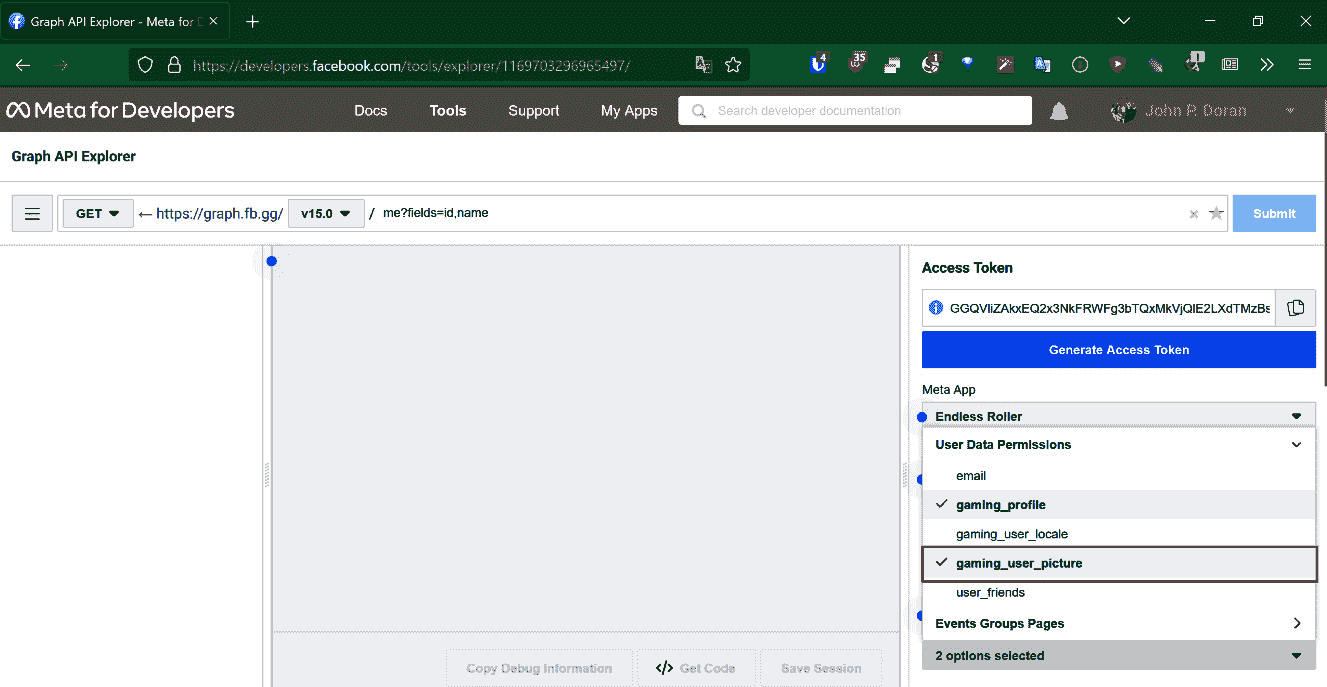 Graph API Explorer - Meta for D
https://developers.facebook.com/tools/explorer/1169703296965497/
4
35
1
1
Meta for Developers
Docs
Tools
Support
My Apps
Search developer documentation
John P. Doran
Graph API Explorer
GET
https://graph.fb.gg/
v15.0
/
me?fields=id,name
Submit
Access Token
GGQVliZAkxEQ2x3NkFRWFg3bTQxMkVjQlE2LXdTMzBs
Generate Access Token
Meta App
Endless Roller
User Data Permissions
email
gaming_profile
gaming_user_locale
gaming_user_picture
user_friends
Events Groups Pages
2 options selected
Copy Debug Information
</> Get Code
Save Session